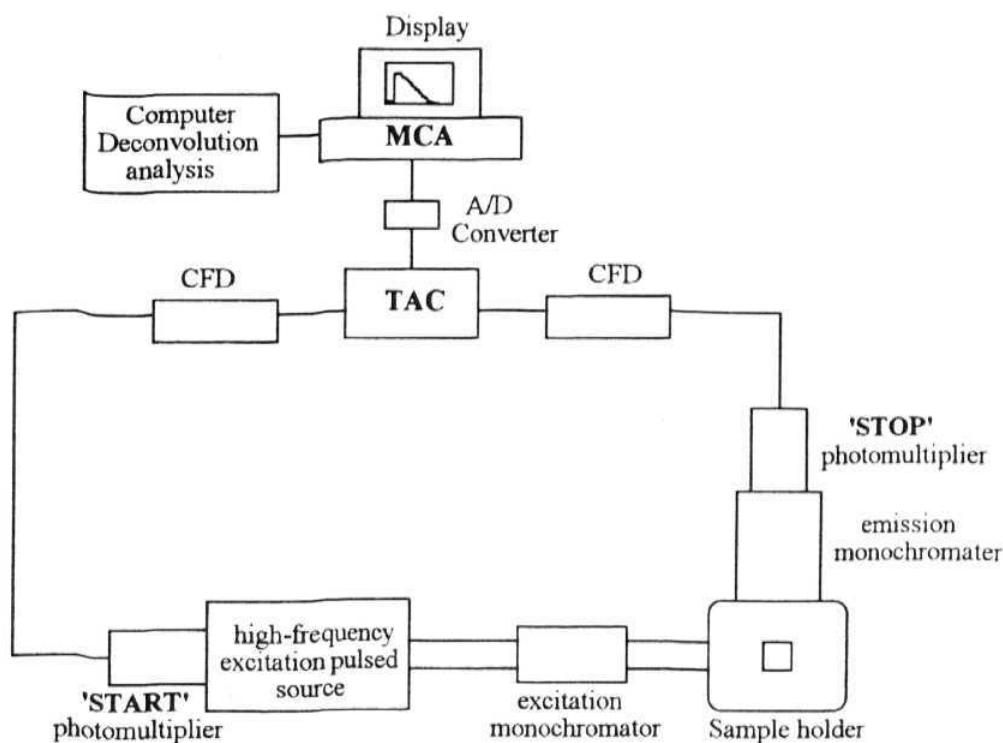 Display
Computer
Deconvolution
analysis
MCA
A/D
Converter
CFD
TAC
CFD
'STOP'
photomultiplier
emission
monochromater
high-frequency
excitation pulsed
source
'START'
photomultiplier
excitation
monochromator
Sample holder